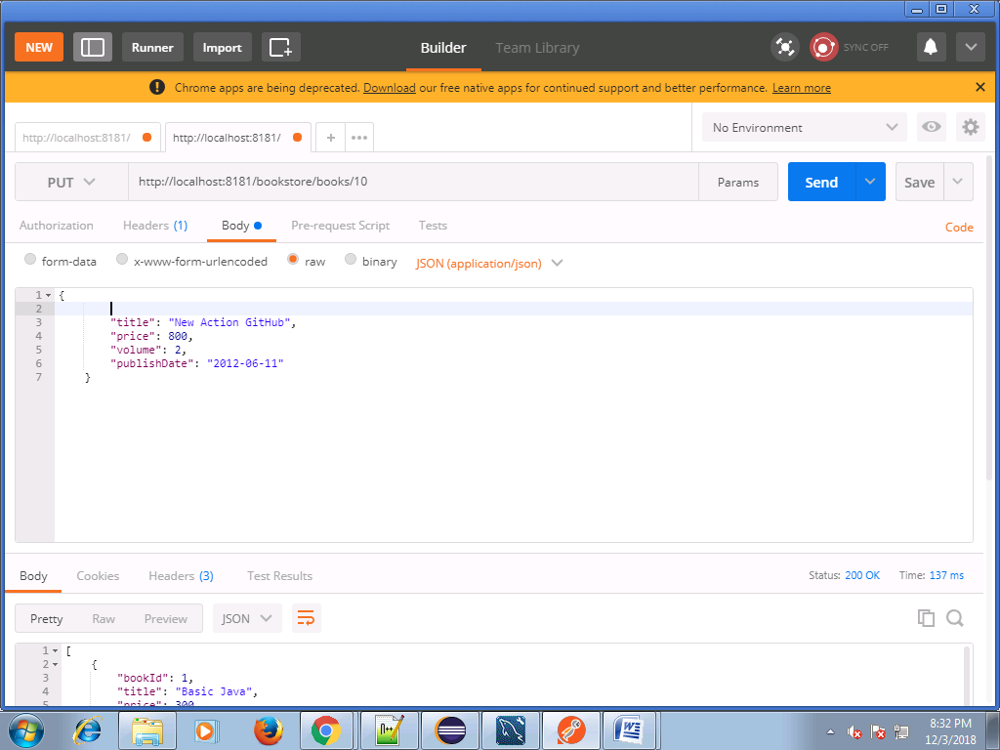 NEW Runner Import Builder Team Library SYNC OFF
Chrome apps are being deprecated. Download our free native apps for continued support and better performance. Learn more
http://localhost:8181/ http://localhost:8181/ + ••• No Environment
PUT http://localhost:8181/bookstore/books/10 Params Send Save
Authorization Headers (1) Body Pre-request Script Tests Code
form-data x-www-form-urlencoded raw binary JSON (application/json)
1 {
2
3 "title": "New Action GitHub",
4 "price": 800,
5 "volume": 2,
6 "publishDate": "2012-06-11"
7 }
Body Cookies Headers (3) Test Results Status: 200 OK Time: 137 ms
Pretty Raw Preview JSON
1 [
2 {
3 "bookId": 1,
4 "title": "Basic Java",
5 "price": 300,
8:32 PM
12/3/2018